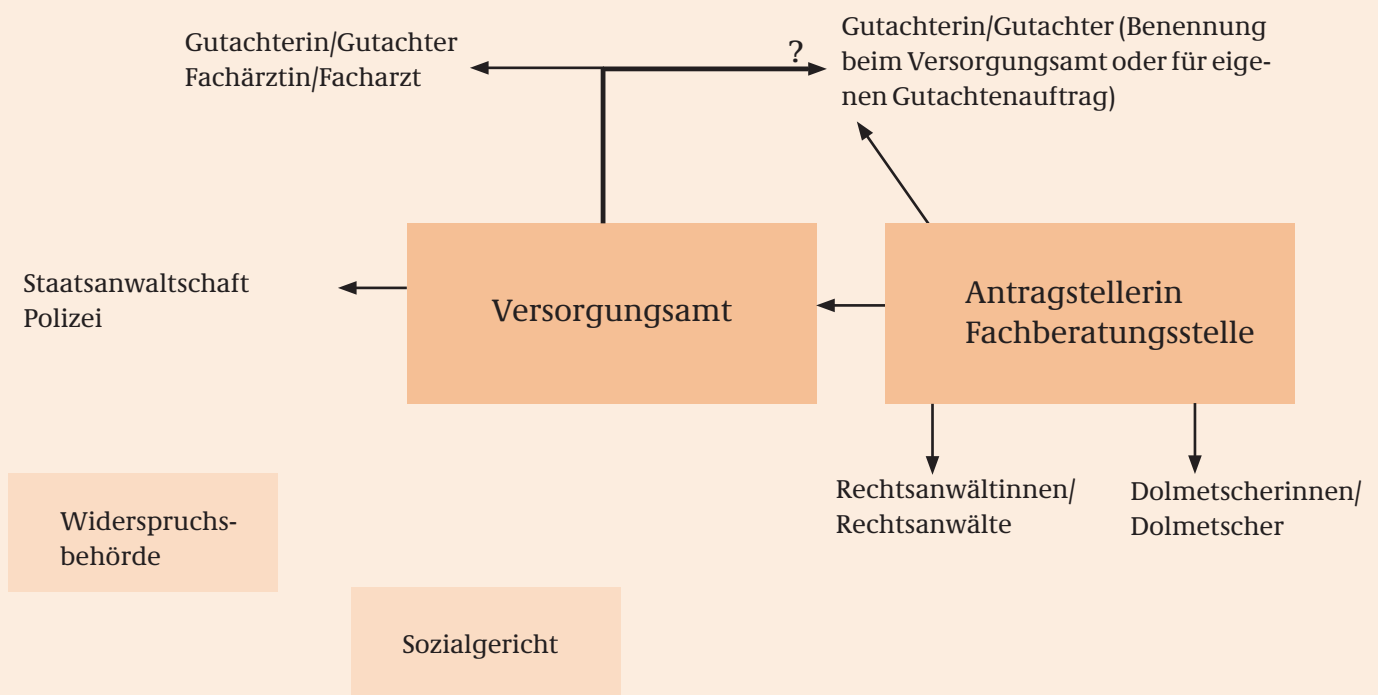 Gutachterin/Gutachter
Fachärztin/Facharzt
?
Gutachterin/Gutachter (Benennung
beim Versorgungsamt oder für eige-
nen Gutachtenauftrag)
Staatsanwaltschaft
Polizei
Versorgungsamt
Antragstellerin
Fachberatungsstelle
Rechtsanwältinnen/
Rechtsanwälte
Dolmetscherinnen/
Dolmetscher
Widerspruchs-
behörde
Sozialgericht